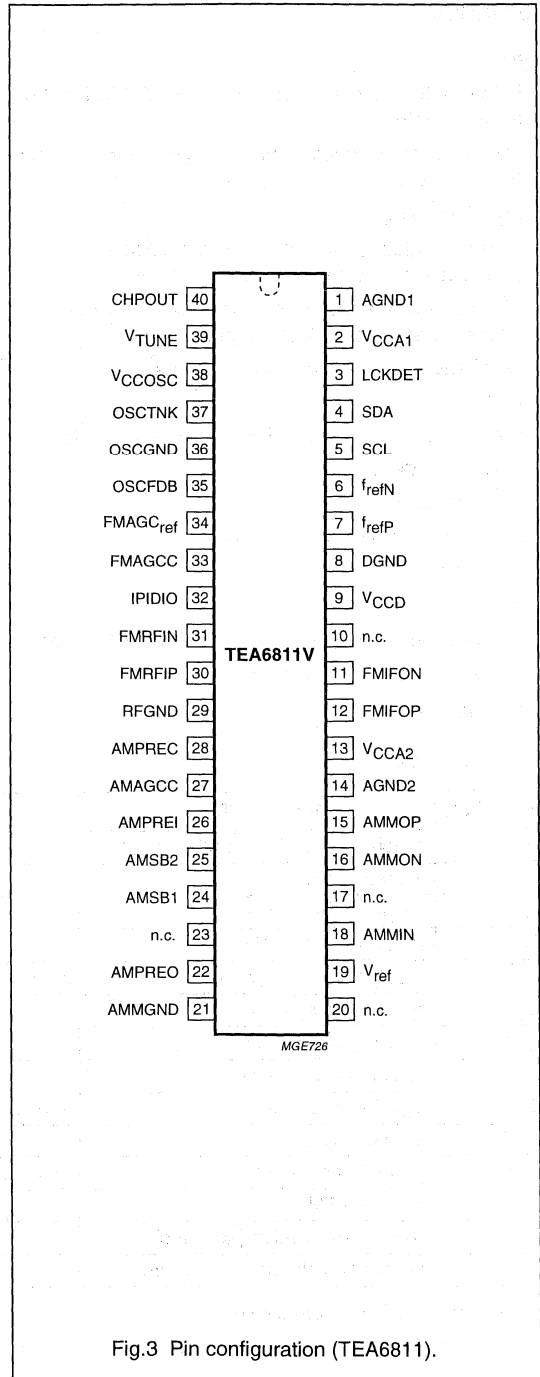 CHPOUT 40 1 AGND1
VTUNE 39 2 VCCA1
VCCOSC 38 3 LCKDET
OSCTNK 37 4 SDA
OSCGND 36 5 SCL
OSCFDB 35 6 frefN
FMAGCref 34 7 frefP
FMAGCC 33 8 DGND
IPIDIO 32 9 VCCD
FMRFIN 31 10 n.c.
TEA6811V
FMRFIP 30 11 FMIFON
RFGND 29 12 FMIFOP
AMPREC 28 13 VCCA2
AMAGCC 27 14 AGND2
AMPREI 26 15 AMMOP
AMSB2 25 16 AMMON
AMSB1 24 17 n.c.
n.c. 23 18 AMMIN
AMPREO 22 19 Vref
AMMGND 21 20 n.c.
MGE726
Fig.3 Pin configuration (TEA6811).